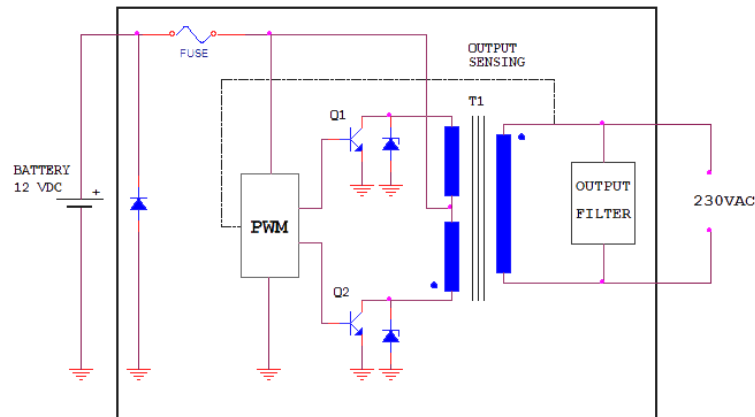 OUTPUT
SENSING
FUSE
T1
Q1
BATTERY
12 VDC
+
PWM
OUTPUT
FILTER
230VAC
Q2